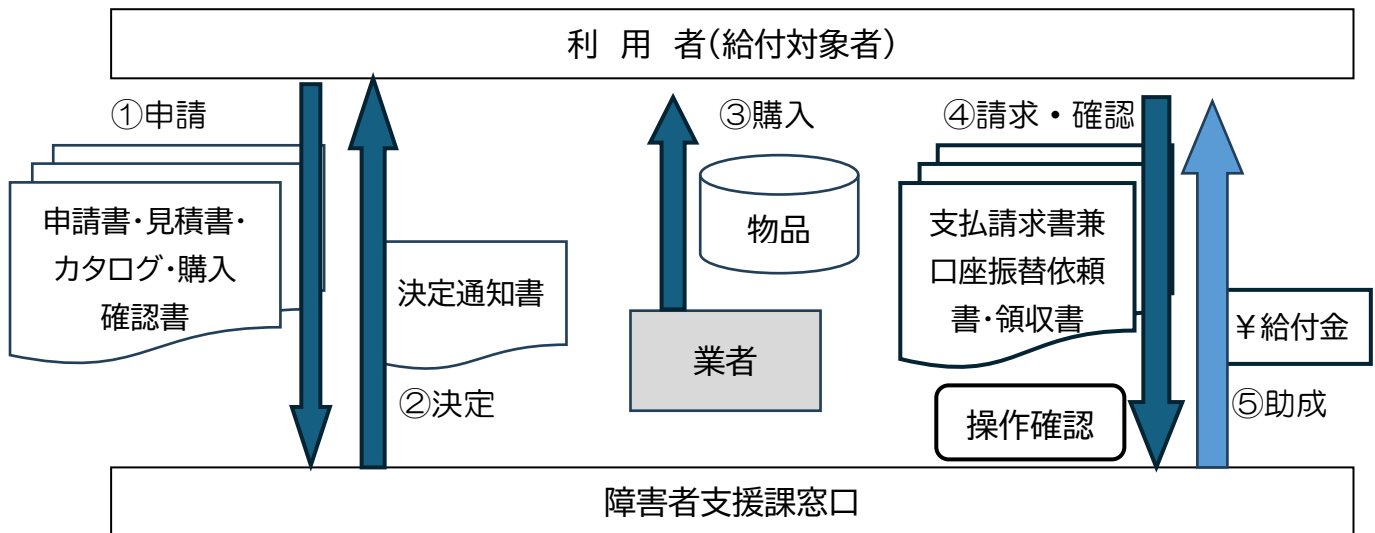 利 用 者(給付対象者)
①申請
申請書・見積書・
カタログ・購入
確認書
決定通知書
②決定
③購入
物品
業者
④請求・確認
支払請求書兼
口座振替依頼
書・領収書
¥給付金
操作確認
⑤助成
障害者支援課窓口